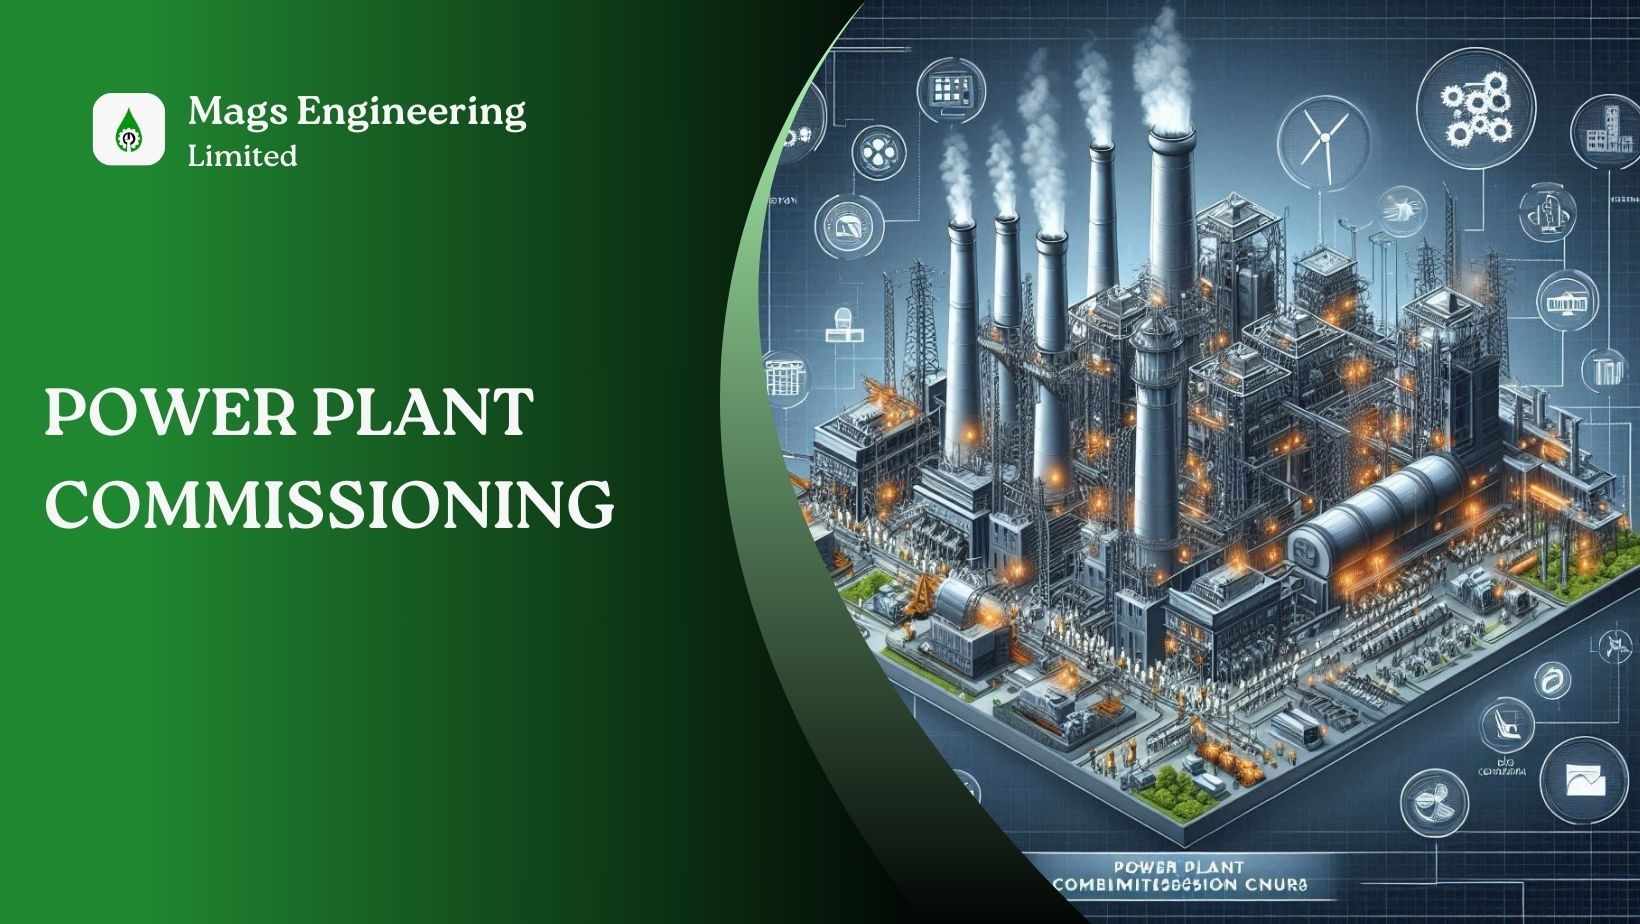 Mags Engineering
Limited
POWER PLANT
COMMISSIONING
POWER PLANT